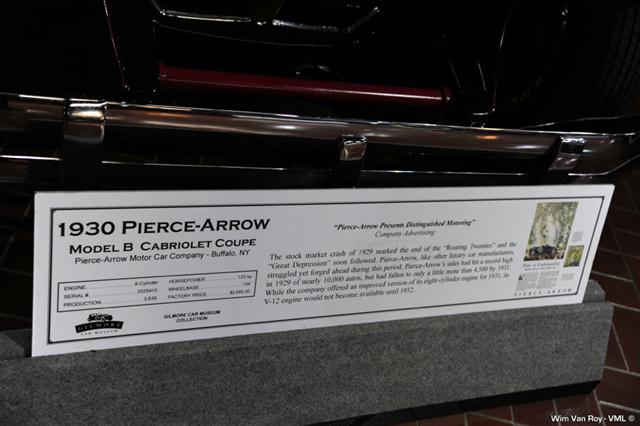 1930 PIERCE-ARROW
MODEL B CABRIOLET COUPE
Pierce-Arrow Motor Car Company - Buffalo, NY
ENGINE 8-Cylinder HORSEPOWER 125 hp
SERIAL # 2025410 WHEELBASE 134"
PRODUCTION FACTORY PRICE
GILMORE
CAR MUSEUM
GILMORE CAR MUSEUM
COLLECTION
"Pierce-Arrow Presents Distinguished Motoring"
Company Advertising
The stock market crash of 1929 marked the end of the "Roaring Twenties" and the
"Great Depression" soon followed. Pierce-Arrow, like other luxury car manufacturers,
struggled yet forged ahead during this period. Pierce-Arrow's sales had hit a record high
in 1929 of nearly 10,000 autos, but had fallen to only a little more than 4,500 by 1931.
While the company offered an improved version of its eight-cylinder engine for 1931, its
V-12 engine would not become available until 1932.
PIERCE-ARROW
Wim Van Roy - VML ©